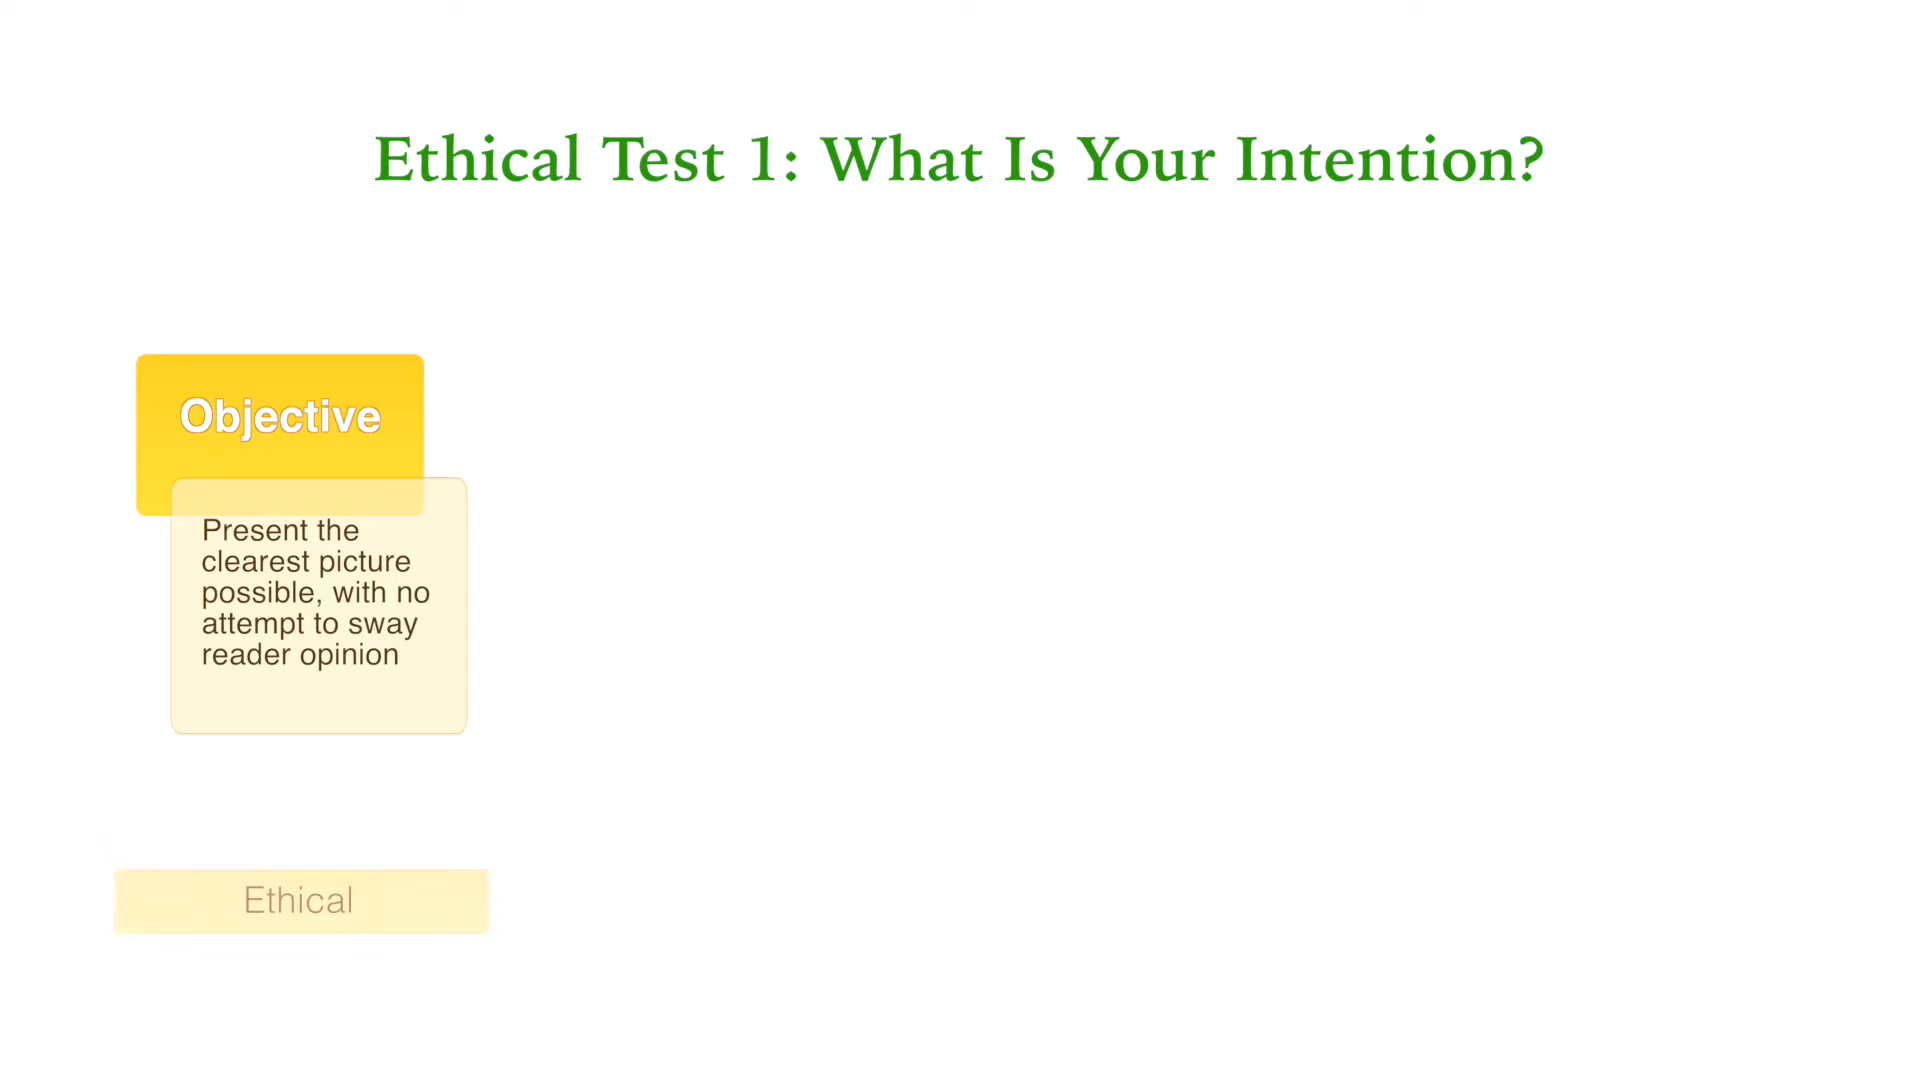 Ethical Test 1: What Is Your Intention?
Objective
Present the
clearest picture
possible, with no
attempt to sway
reader opinion
Ethical